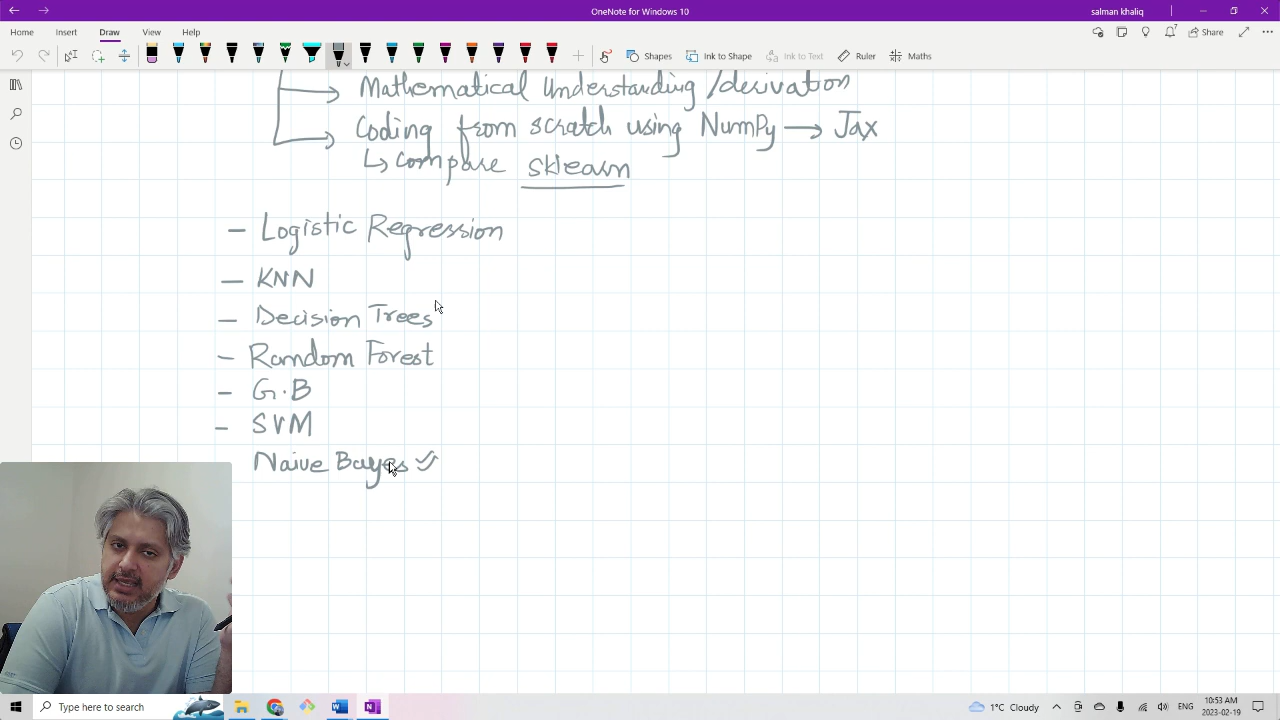 OneNote for Windows 10
salman khaliq
Home Insert Draw View Help
Share
Shapes Ink to Shape Ink to Text Ruler Maths
→ Mathematical Understanding / derivation
→ Coding from scratch using NumPy → Jax
↳ Compare sklearn
- Logistic Regression
- KNN
- Decision Trees
- Random Forest
- G.B
- SVM
Naive Bayes
Type here to search
1°C Cloudy
ENG
10:53 AM
2023-02-19